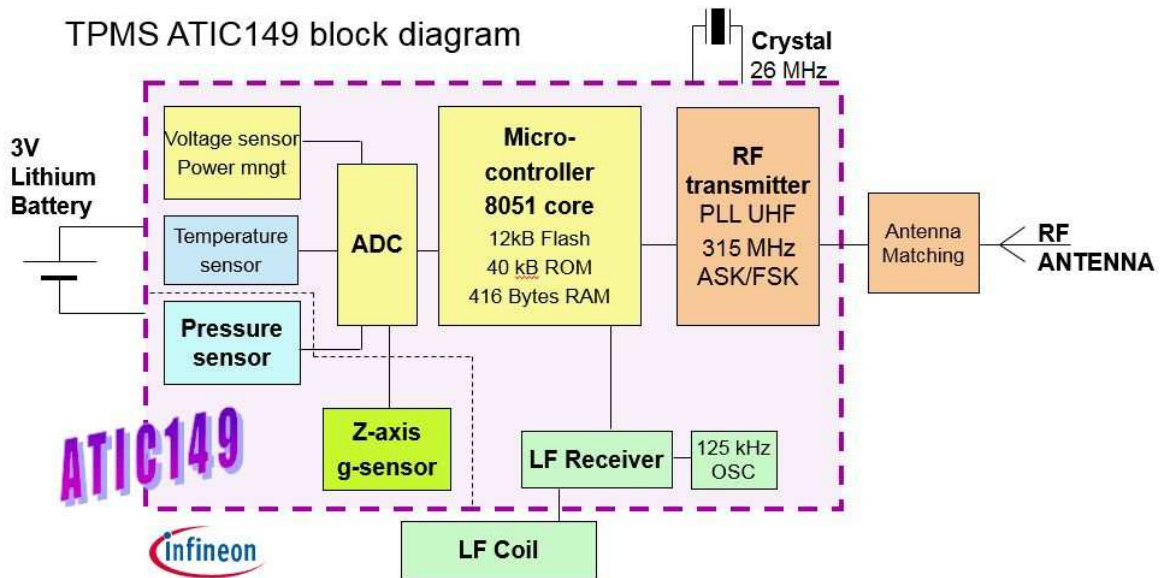 TPMS ATIC149 block diagram
Crystal
26 MHz
3V
Lithium
Battery
Voltage sensor
Power mngt
Temperature
sensor
Pressure
sensor
ADC
Z-axis
g-sensor
Micro-
controller
8051 core
12kB Flash
40 kB ROM
416 Bytes RAM
RF
transmitter
PLL UHF
315 MHz
ASK/FSK
Antenna
Matching
RF
ANTENNA
LF Receiver
125 kHz
OSC
LF Coil
ATIC149
infineon